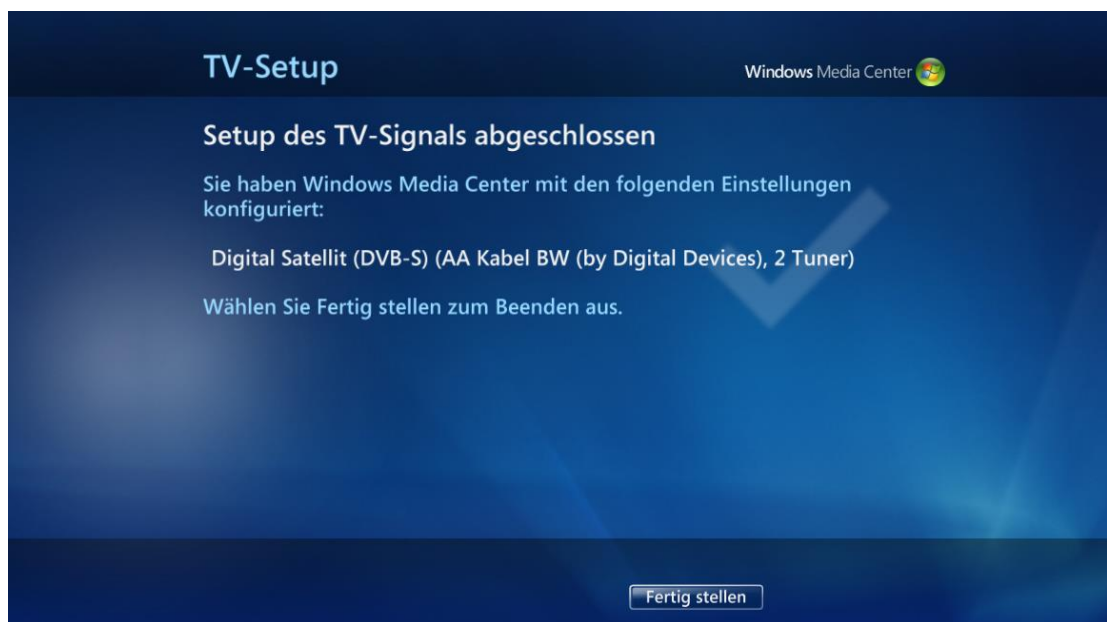 TV-Setup
Windows Media Center
Setup des TV-Signals abgeschlossen
Sie haben Windows Media Center mit den folgenden Einstellungen
konfiguriert:
Digital Satellit (DVB-S) (AA Kabel BW (by Digital Devices), 2 Tuner)
Wählen Sie Fertig stellen zum Beenden aus.
Fertig stellen